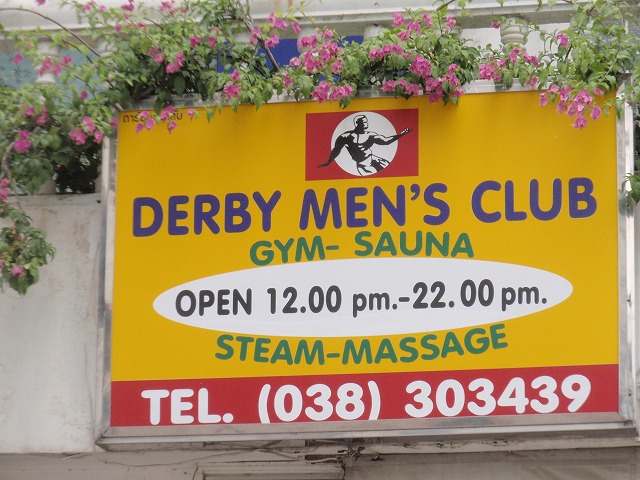 DERBY MEN'S CLUB
GYM- SAUNA
OPEN 12.00 pm.-22.00 pm.
STEAM-MASSAGE
TEL. (038) 303439